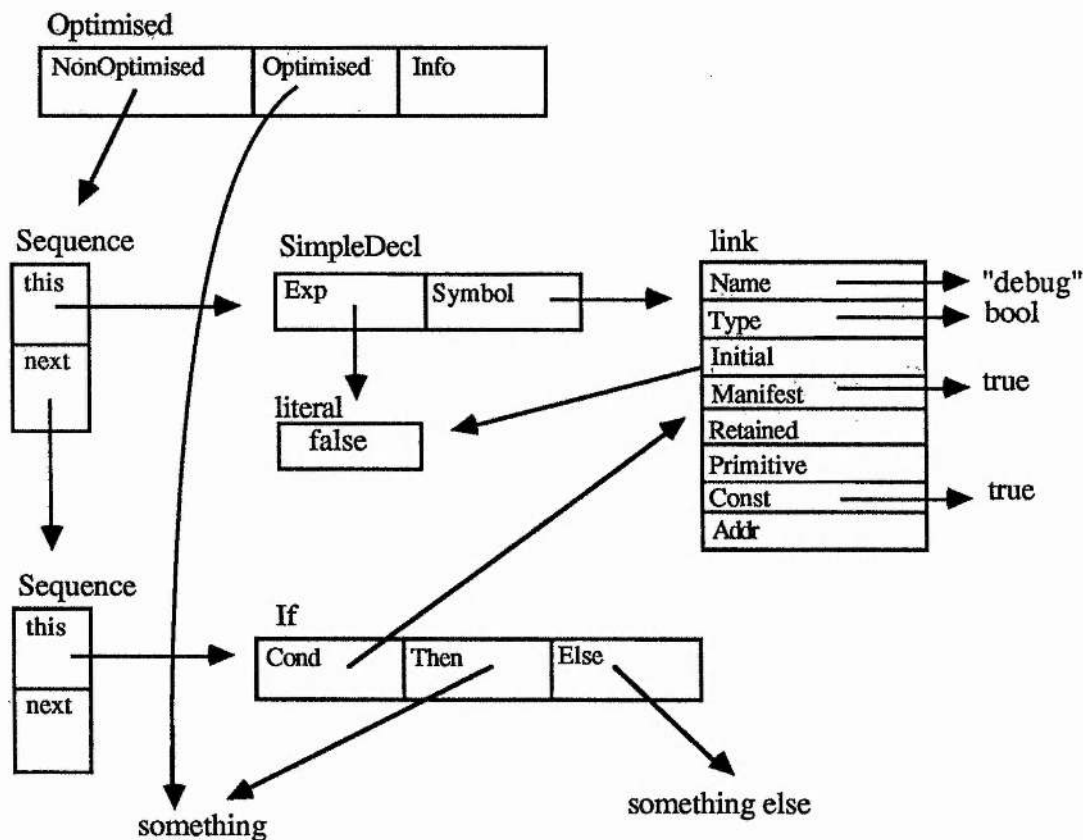 Optimised
NonOptimised Optimised Info
Sequence
SimpleDecl
link
this
Exp Symbol
Name "debug"
Type bool
next
Initial
Manifest true
literal
false
Retained
Primitive
Const true
Addr
Sequence
If
this
Cond Then Else
next
something
something else